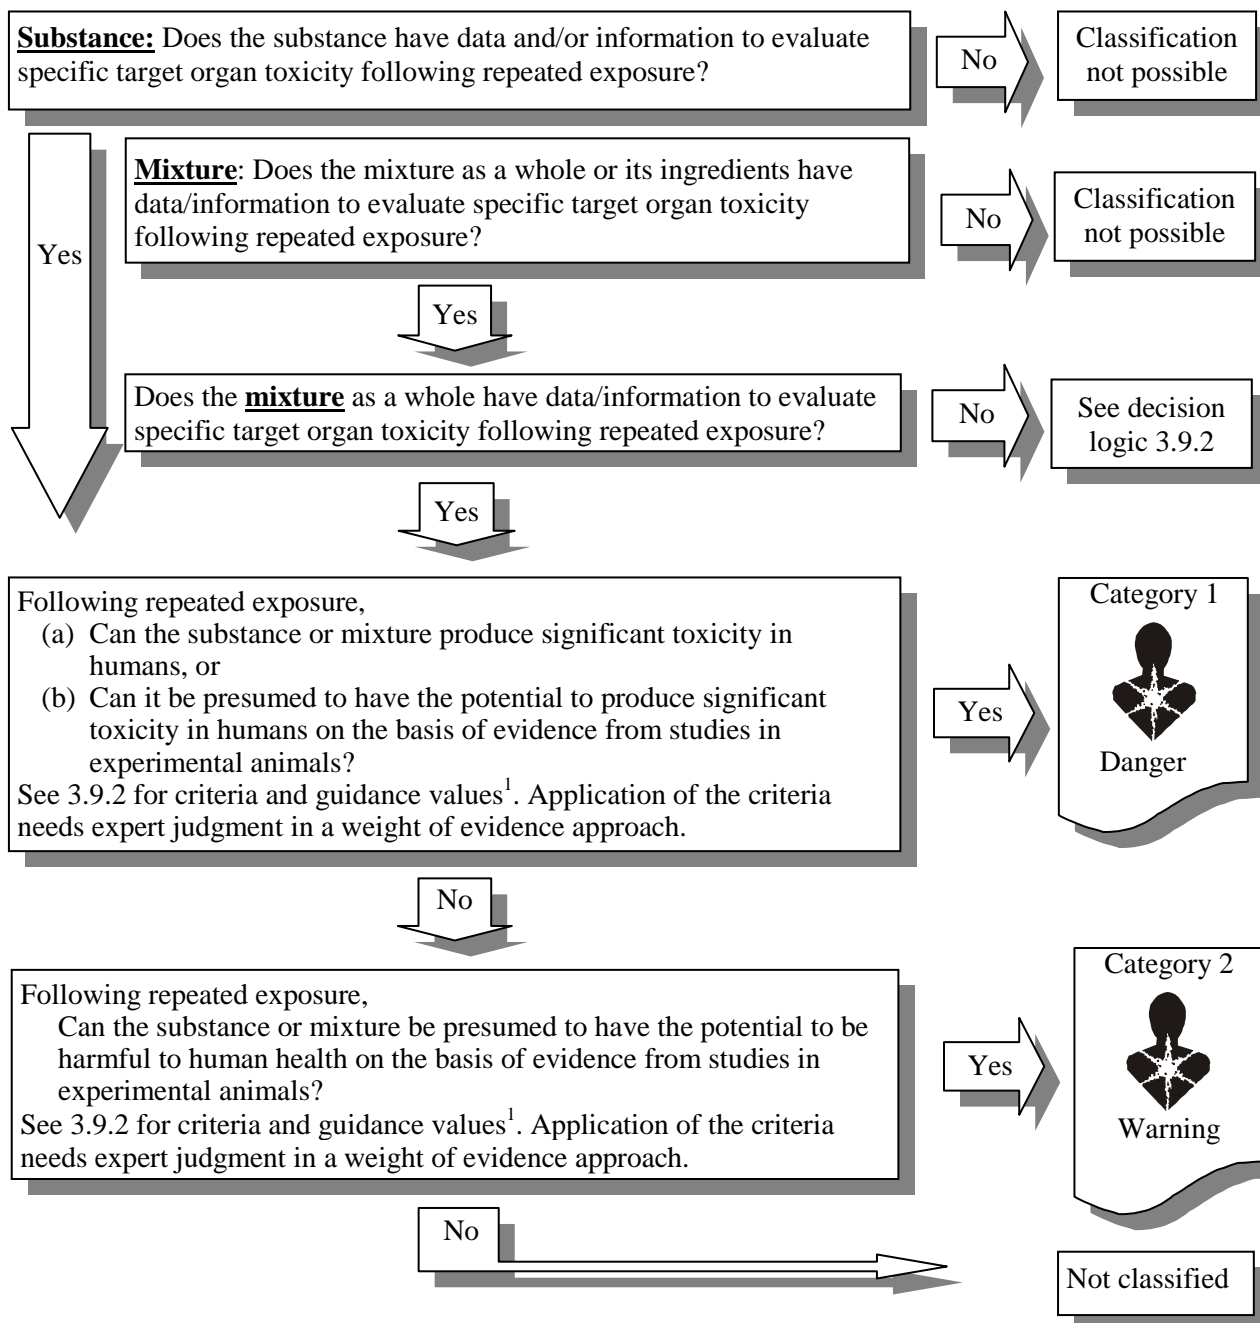 Substance: Does the substance have data and/or information to evaluate
specific target organ toxicity following repeated exposure?
No
Classification
not possible
Yes
Mixture: Does the mixture as a whole or its ingredients have
data/information to evaluate specific target organ toxicity
following repeated exposure?
No
Classification
not possible
Yes
Does the mixture as a whole have data/information to evaluate
specific target organ toxicity following repeated exposure?
No
See decision
logic 3.9.2
Yes
Following repeated exposure,
(a) Can the substance or mixture produce significant toxicity in
humans, or
(b) Can it be presumed to have the potential to produce significant
toxicity in humans on the basis of evidence from studies in
experimental animals?
See 3.9.2 for criteria and guidance values1. Application of the criteria
needs expert judgment in a weight of evidence approach.
Yes
Category 1
Danger
No
Following repeated exposure,
Can the substance or mixture be presumed to have the potential to be
harmful to human health on the basis of evidence from studies in
experimental animals?
See 3.9.2 for criteria and guidance values1. Application of the criteria
needs expert judgment in a weight of evidence approach.
Yes
Category 2
Warning
No
Not classified